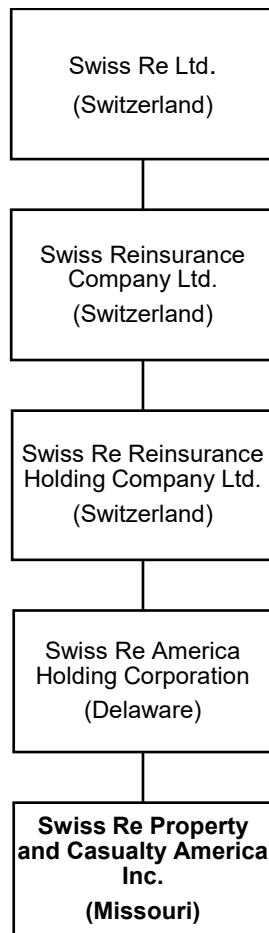 Swiss Re Ltd.
(Switzerland)
Swiss Reinsurance
Company Ltd.
(Switzerland)
Swiss Re Reinsurance
Holding Company Ltd.
(Switzerland)
Swiss Re America
Holding Corporation
(Delaware)
Swiss Re Property
and Casualty America
Inc.
(Missouri)